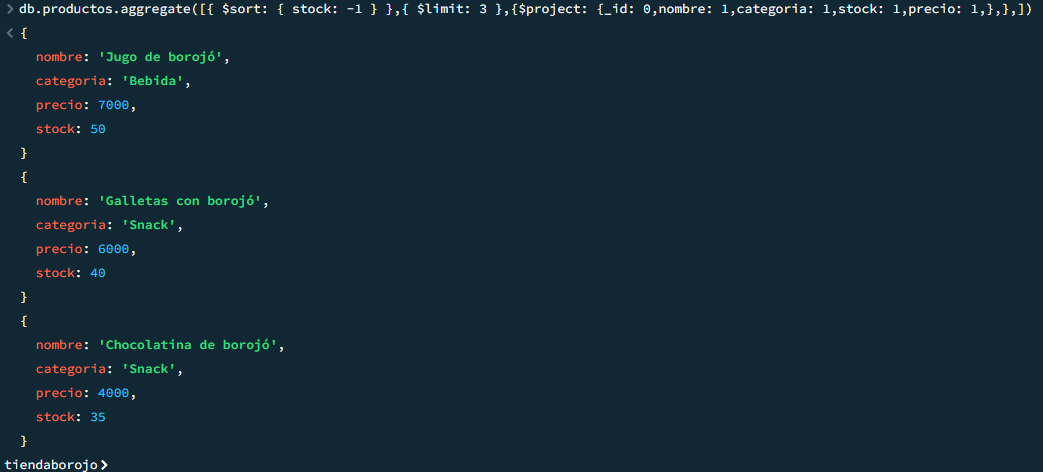 > db.productos.aggregate([{ $sort: { stock: -1 } },{ $limit: 3 },{$project: {_id: 0,nombre: 1,categoria: 1,stock: 1,precio: 1,},},])
< {
nombre: 'Jugo de borojó',
categoria: 'Bebida',
precio: 7000,
stock: 50
}
{
nombre: 'Galletas con borojó',
categoria: 'Snack',
precio: 6000,
stock: 40
}
{
nombre: 'Chocolatina de borojó',
categoria: 'Snack',
precio: 4000,
stock: 35
}
tiendaborojo>